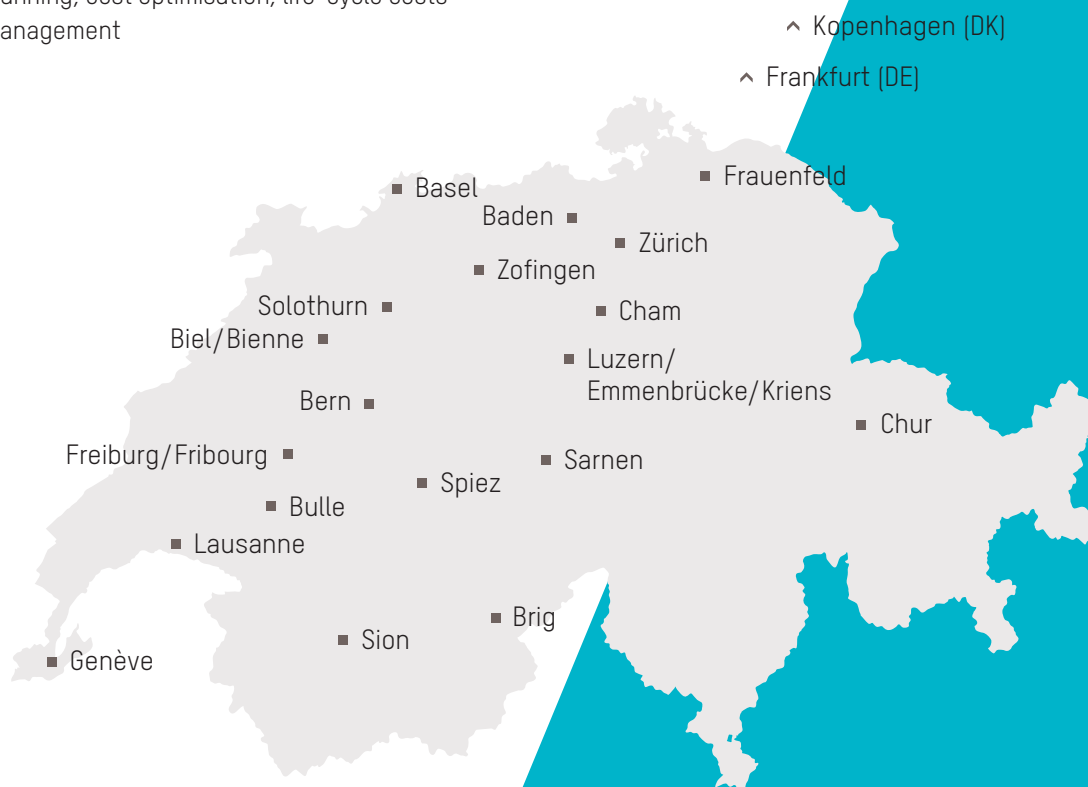 management
Kopenhagen (DK)
Frankfurt (DE)
Frauenfeld
Basel
Baden
Zürich
Zofingen
Solothurn
Cham
Biel/Bienne
Luzern/
Emmenbrücke/Kriens
Bern
Chur
Freiburg/Fribourg
Sarnen
Spiez
Bulle
Lausanne
Brig
Sion
Genève